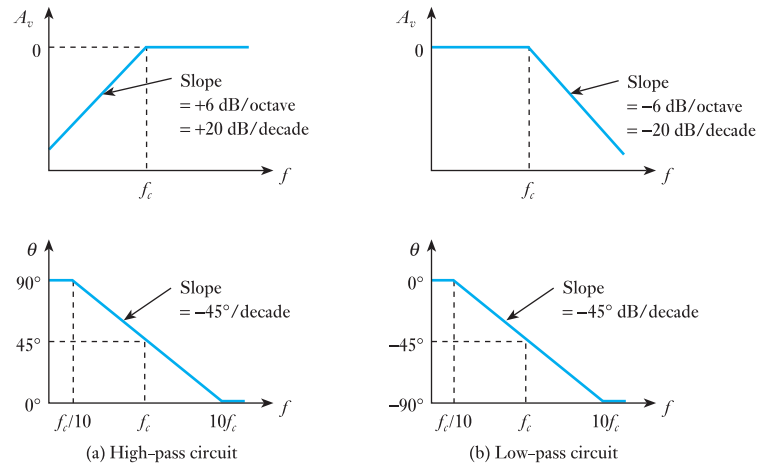 A_v
0
Slope
= +6 dB/octave
= +20 dB/decade
f
f_c
A_v
0
Slope
= –6 dB/octave
= –20 dB/decade
f
f_c
θ
90°
Slope
= –45°/decade
45°
0°
f_c/10
f_c
10f_c
f
(a) High–pass circuit
θ
0°
Slope
= –45° dB/decade
–45°
–90°
f_c/10
f_c
10f_c
f
(b) Low–pass circuit